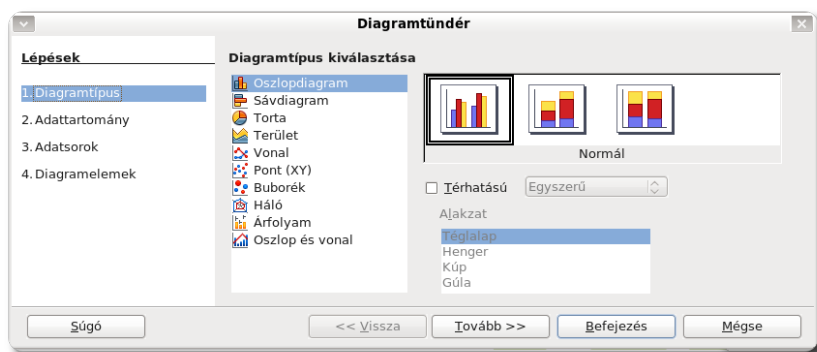 Diagramtündér
Lépések
1. Diagramtípus
2. Adattartomány
3. Adatsorok
4. Diagramelemek
Diagramtípus kiválasztása
Oszlopdiagram
Sávdiagram
Torta
Terület
Vonal
Pont (XY)
Buborék
Háló
Árfolyam
Oszlop és vonal
Normál
Térhatású
Egyszerű
Alakzat
Téglalap
Henger
Kúp
Gúla
Súgó
<< Vissza
Tovább >>
Befejezés
Mégse